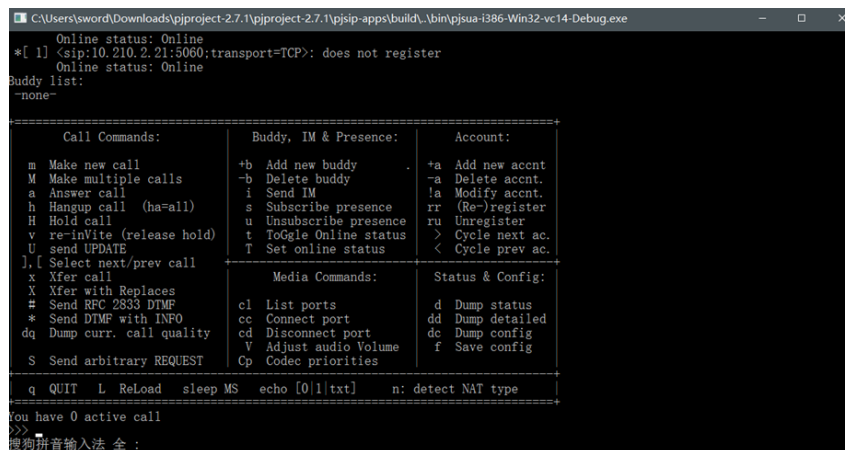 C:\Users\sword\Downloads\pjproject-2.7.1\pjproject-2.7.1\pjsip-apps\build\..\bin\pjsua-i386-Win32-vc14-Debug.exe
Online status: Online
*[ 1] <sip:10.210.2.21:5060;transport=TCP>: does not register
Online status: Online
Buddy list:
-none-
+=============================================================================+
| Call Commands: | Buddy, IM & Presence: | Account: |
| m Make new call | +b Add new buddy . | +a Add new accnt |
| M Make multiple calls | -b Delete buddy | -a Delete accnt. |
| a Answer call | i Send IM | !a Modify accnt. |
| h Hangup call (ha=all) | s Subscribe presence | rr (Re-)register |
| H Hold call | u Unsubscribe presence | ru Unregister |
| v re-inVite (release hold) | t ToGgle Online status | > Cycle next ac. |
| U send UPDATE | T Set online status | < Cycle prev ac. |
| ],[ Select next/prev call +--------------------------+-------------------+
| x Xfer call | Media Commands: | Status & Config: |
| X Xfer with Replaces | | |
| # Send RFC 2833 DTMF | cl List ports | d Dump status |
| * Send DTMF with INFO | cc Connect port | dd Dump detailed |
| dq Dump curr. call quality | cd Disconnect port | dc Dump config |
| | V Adjust audio Volume | f Save config |
| S Send arbitrary REQUEST | Cp Codec priorities | |
+-----------------------------------------------------------------------------+
| q QUIT L ReLoad sleep MS echo [0|1|txt] n: detect NAT type |
+=============================================================================+
You have 0 active call
>>> _
搜狗拼音输入法 全 :